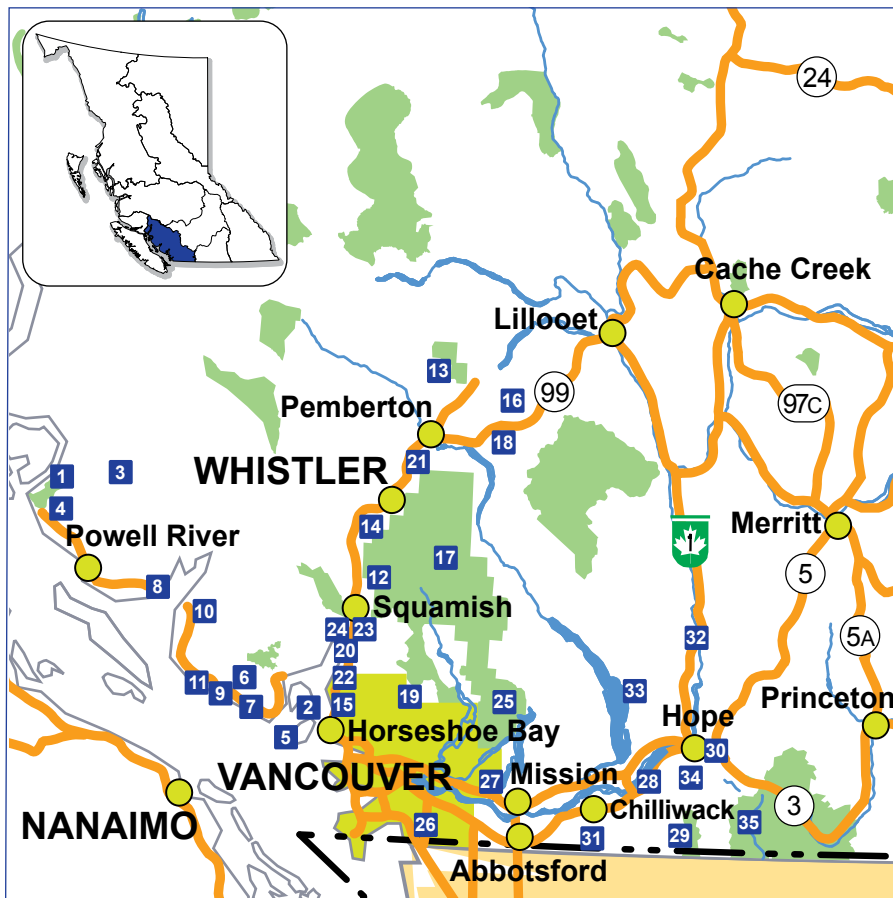 24
Cache Creek
Lillooet
13
16
99
97C
Pemberton
18
21
WHISTLER
1
3
4
14
Merritt
Powell River
1
17
5
12
8
10
Squamish
24
23
5A
20
32
11
6
22
9
7
2
15
19
25
33
Princeton
5
Horseshoe Bay
Hope
30
VANCOUVER
27
Mission
28
34
NANAIMO
Chilliwack
3
26
31
29
35
Abbotsford